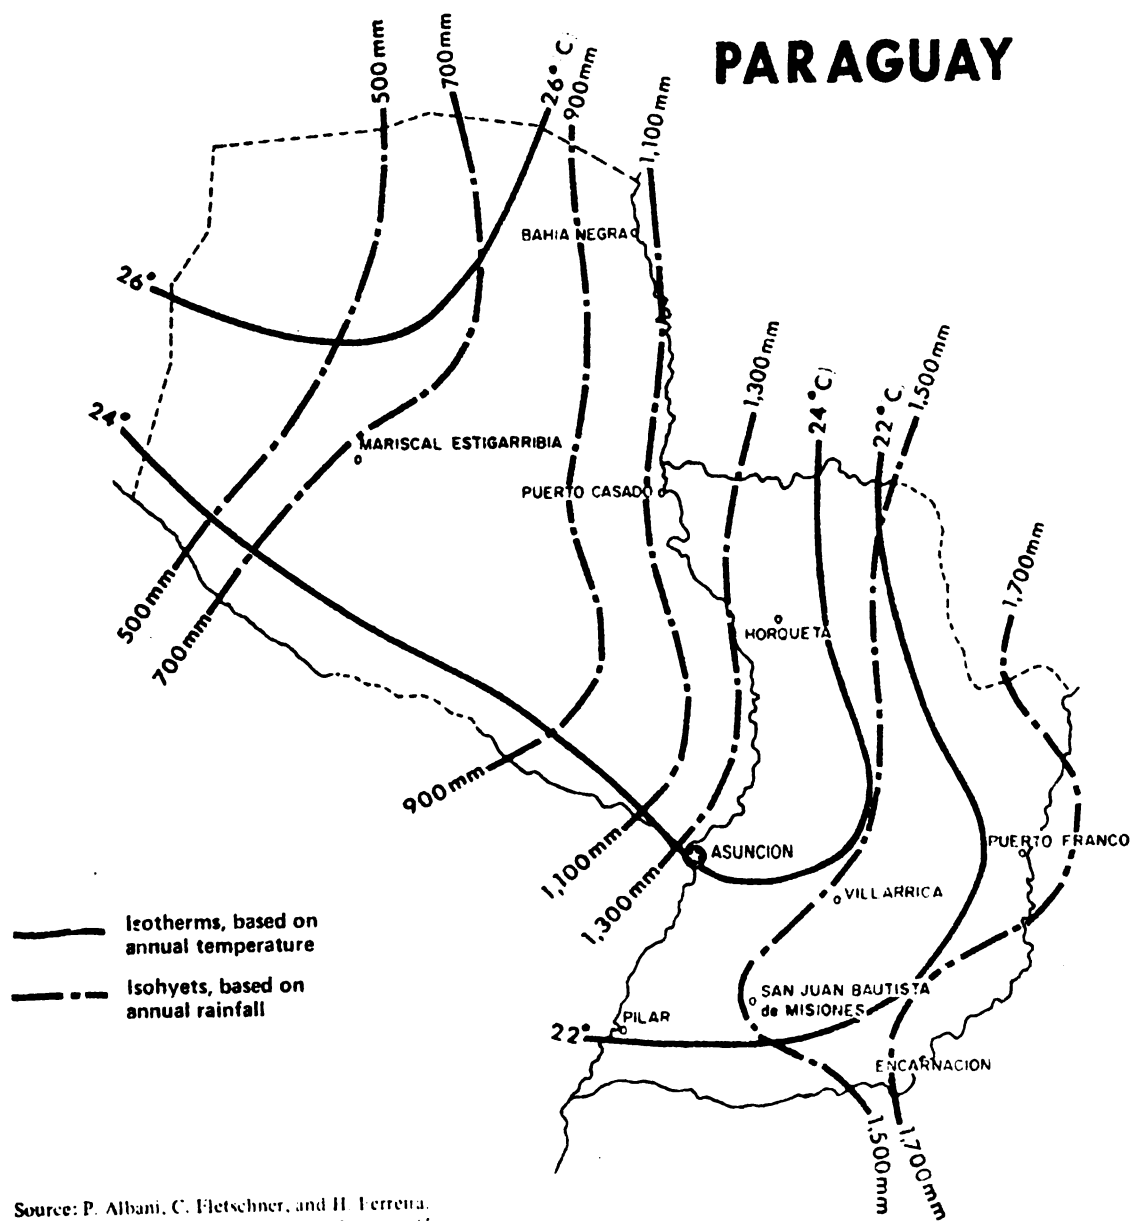 PARAGUAY
500mm
700mm
26° C.
900mm
1,100mm
BAHIA NEGRA
26°
1,300mm
24°C.
22°C.
1,500mm
24°
MARISCAL ESTIGARRIBIA
PUERTO CASADO
1,700mm
500mm
700mm
HORQUETA
900mm
1,100mm
1,300mm
ASUNCION
PUERTO FRANCO
VILLARRICA
Isotherms, based on
annual temperature
Isohyets, based on
annual rainfall
SAN JUAN BAUTISTA
de MISIONES
PILAR
22°
ENCARNACION
1,500mm
1,700mm
Source: P. Albani, C. Fletschner, and H. Ferreira.